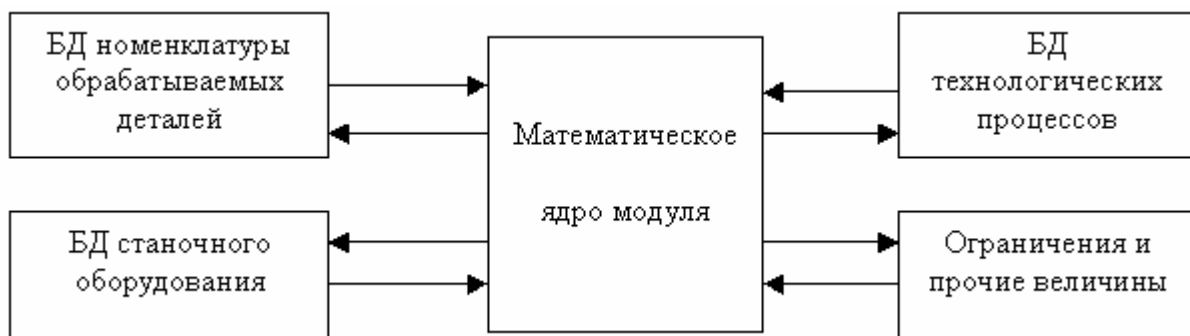 БД номенклатуры
обрабатываемых
деталей
БД станочного
оборудования
Математическое
ядро модуля
БД
технологических
процессов
Ограничения и
прочие величины